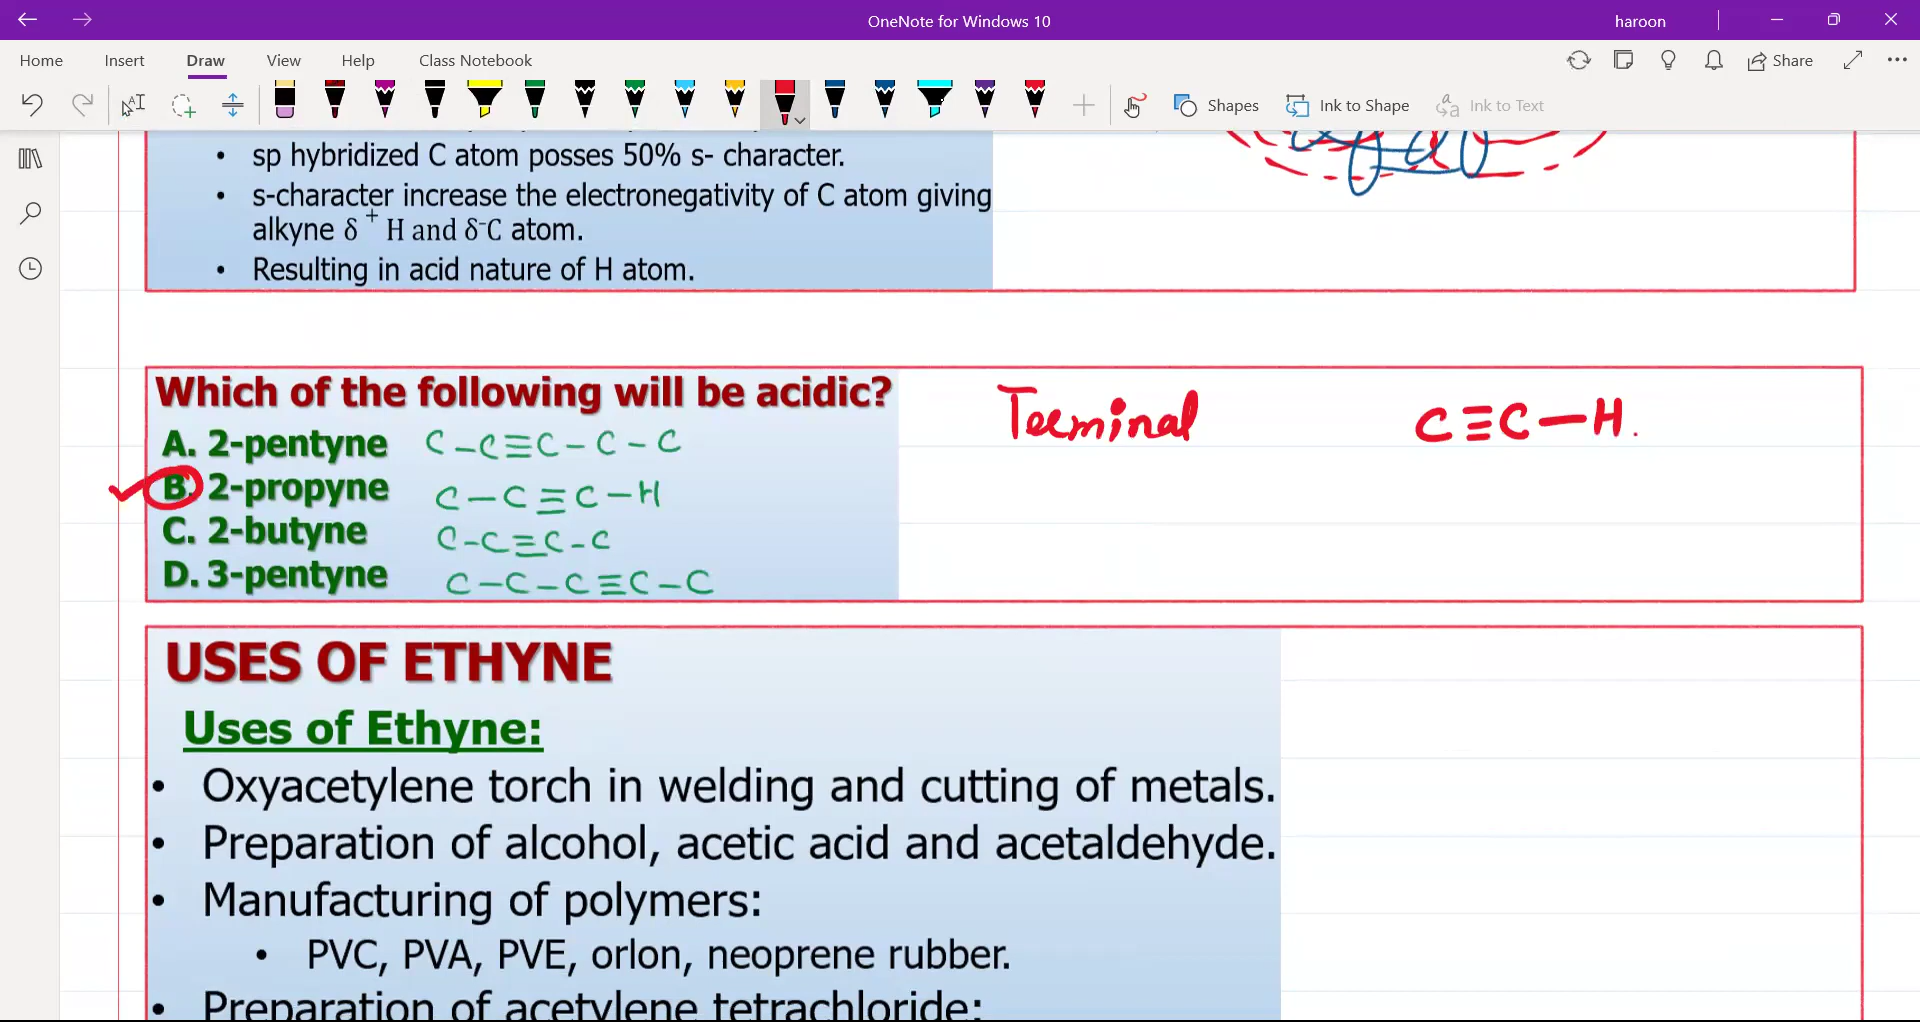 OneNote for Windows 10
haroon
Home Insert Draw View Help Class Notebook
Share
Shapes Ink to Shape Ink to Text
• sp hybridized C atom posses 50% s- character.
• s-character increase the electronegativity of C atom giving
alkyne δ⁺ H and δ⁻C atom.
• Resulting in acid nature of H atom.
Which of the following will be acidic?
Terminal C≡C—H.
A. 2-pentyne C–C≡C–C–C
B. 2-propyne C–C≡C–H
C. 2-butyne C–C≡C–C
D. 3-pentyne C–C–C≡C–C
USES OF ETHYNE
Uses of Ethyne:
• Oxyacetylene torch in welding and cutting of metals.
• Preparation of alcohol, acetic acid and acetaldehyde.
• Manufacturing of polymers:
• PVC, PVA, PVE, orlon, neoprene rubber.
• Preparation of acetylene tetrachloride: